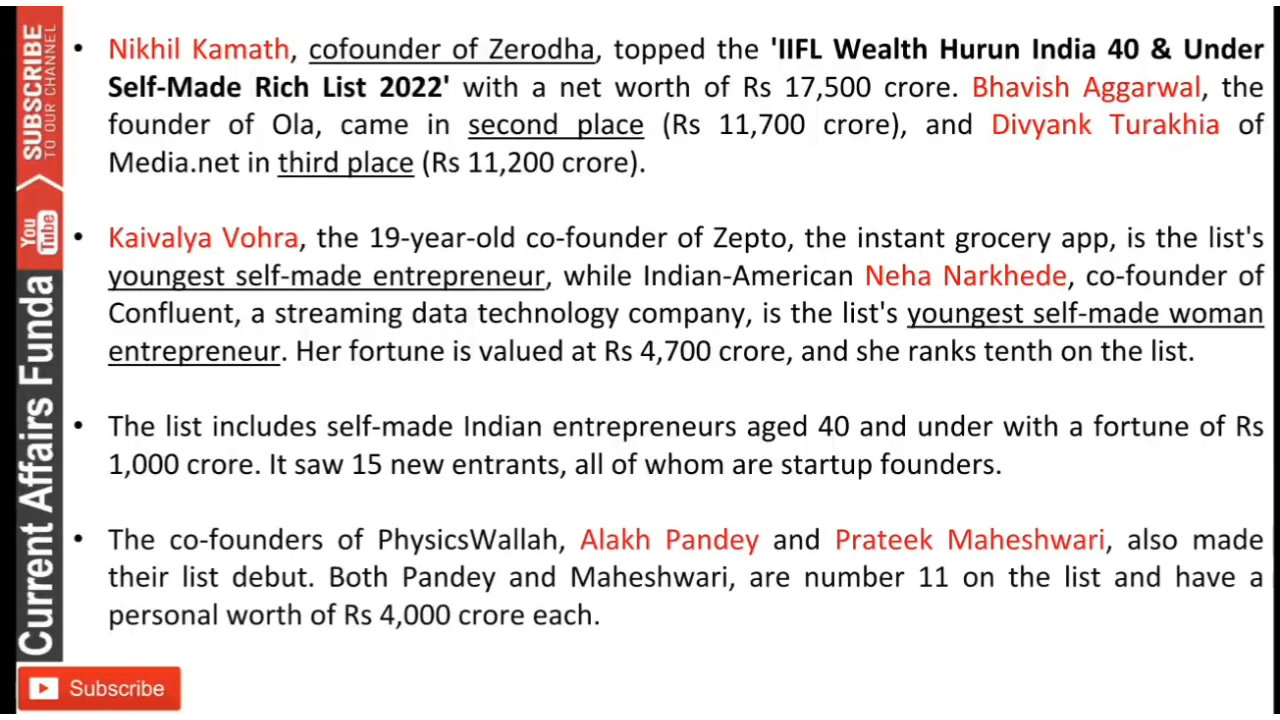 SUBSCRIBE
TO OUR CHANNEL
You
Tube
Current Affairs Funda
• Nikhil Kamath, cofounder of Zerodha, topped the 'IIFL Wealth Hurun India 40 & Under
Self-Made Rich List 2022' with a net worth of Rs 17,500 crore. Bhavish Aggarwal, the
founder of Ola, came in second place (Rs 11,700 crore), and Divyank Turakhia of
Media.net in third place (Rs 11,200 crore).
• Kaivalya Vohra, the 19-year-old co-founder of Zepto, the instant grocery app, is the list's
youngest self-made entrepreneur, while Indian-American Neha Narkhede, co-founder of
Confluent, a streaming data technology company, is the list's youngest self-made woman
entrepreneur. Her fortune is valued at Rs 4,700 crore, and she ranks tenth on the list.
• The list includes self-made Indian entrepreneurs aged 40 and under with a fortune of Rs
1,000 crore. It saw 15 new entrants, all of whom are startup founders.
• The co-founders of PhysicsWallah, Alakh Pandey and Prateek Maheshwari, also made
their list debut. Both Pandey and Maheshwari, are number 11 on the list and have a
personal worth of Rs 4,000 crore each.
Subscribe